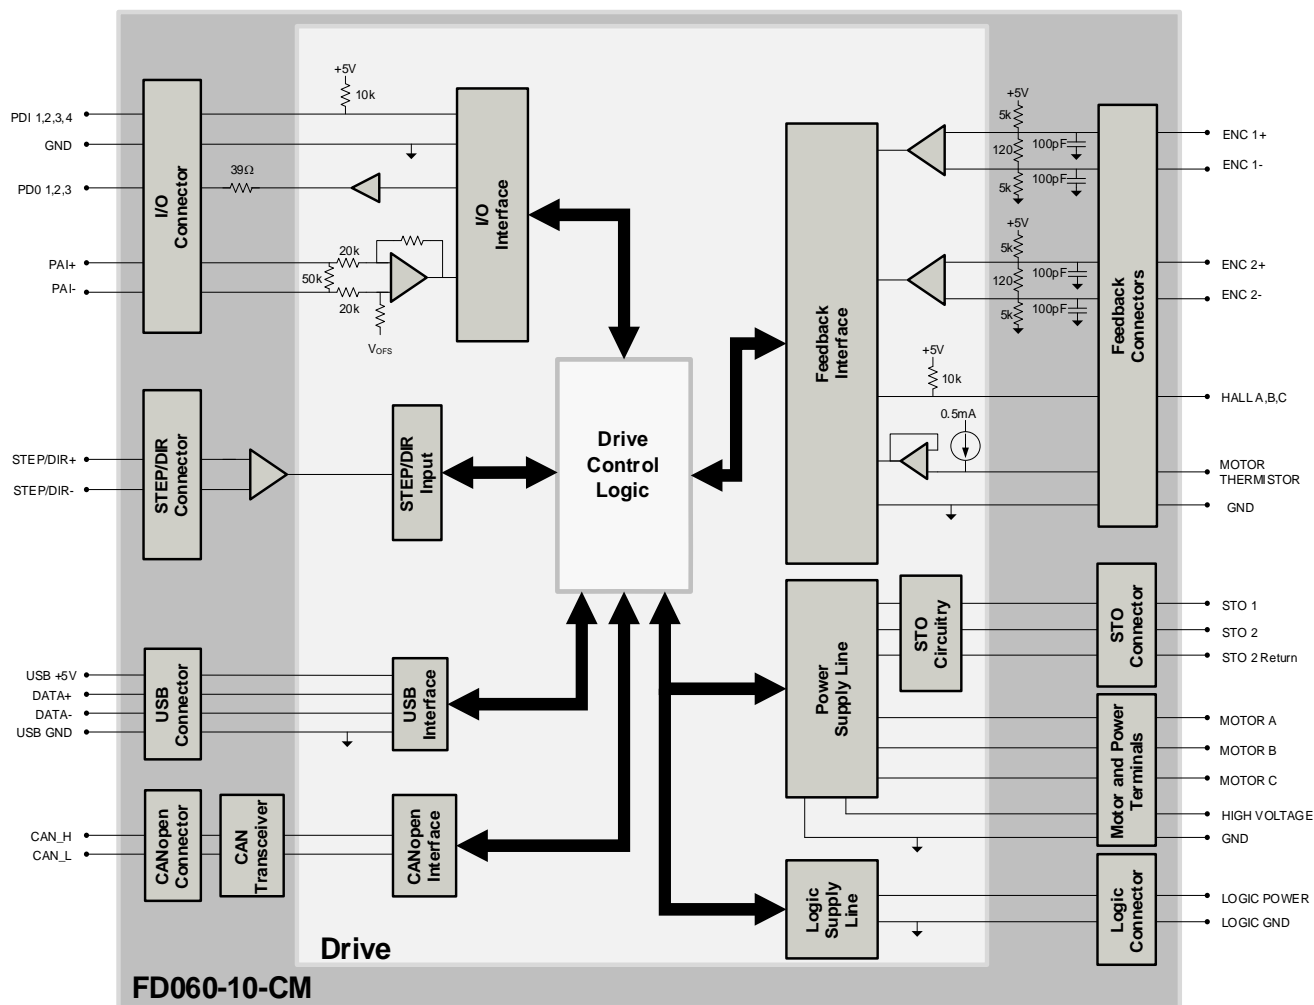 +5V
10k
PDI 1,2,3,4
GND
39Ω
PD0 1,2,3
I/O
Connector
I/O
Interface
PAI+
20k
50k
PAI-
20k
VOFS
+5V
5k
100pF
ENC 1+
120
100pF
ENC 1-
5k
+5V
5k
100pF
ENC 2+
120
100pF
ENC 2-
5k
Feedback
Interface
Feedback
Connectors
+5V
10k
HALL A,B,C
0.5mA
MOTOR
THERMISTOR
GND
STEP/DIR+
STEP/DIR-
STEP/DIR
Connector
STEP/DIR
Input
Drive
Control
Logic
STO
Circuitry
STO
Connector
STO 1
STO 2
STO 2 Return
USB +5V
DATA+
DATA-
USB GND
USB
Connector
USB
Interface
Power
Supply Line
Motor and Power
Terminals
MOTOR A
MOTOR B
MOTOR C
HIGH VOLTAGE
GND
CAN_H
CAN_L
CANopen
Connector
CAN
Transceiver
CANopen
Interface
Logic
Supply
Line
Logic
Connector
LOGIC POWER
LOGIC GND
Drive
FD060-10-CM